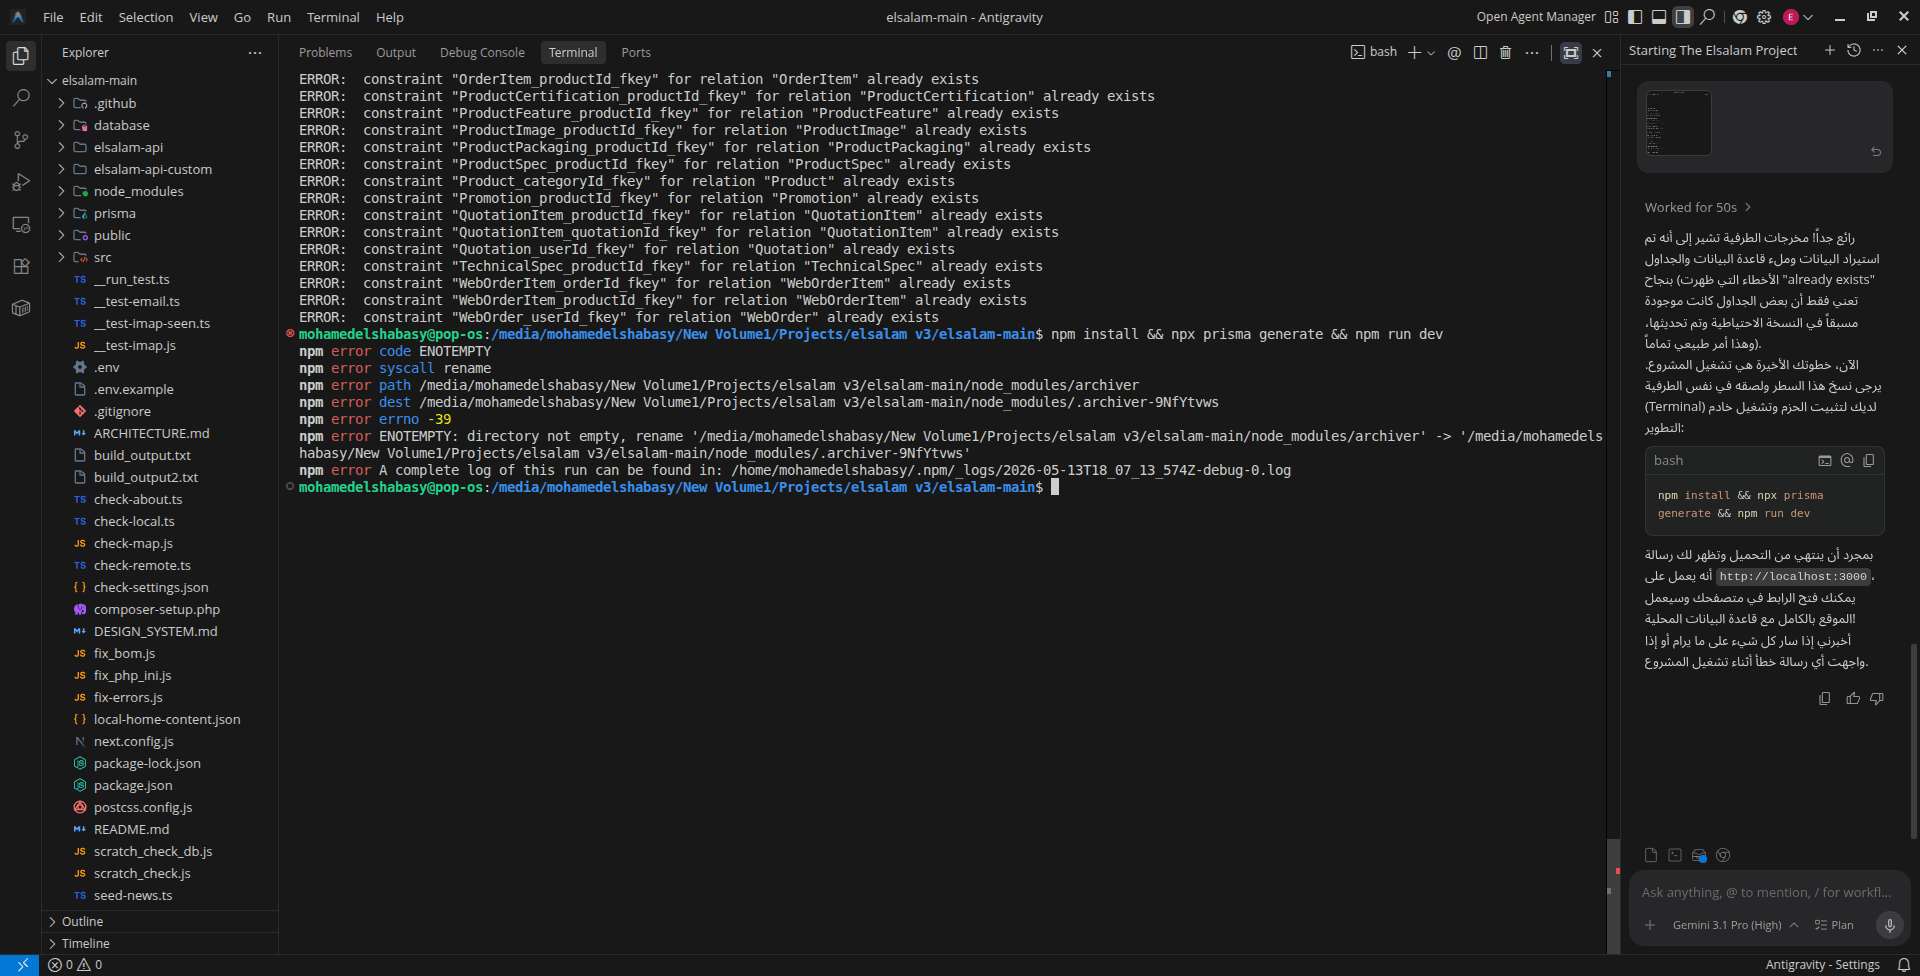 File Edit Selection View Go Run Terminal Help
elsalam-main - Antigravity
Open Agent Manager
E
Explorer
elsalam-main
.github
database
elsalam-api
elsalam-api-custom
node_modules
prisma
public
src
TS __run_test.ts
TS __test-email.ts
TS __test-imap-seen.ts
JS __test-imap.js
.env
.env.example
.gitignore
M↓ ARCHITECTURE.md
build_output.txt
build_output2.txt
TS check-about.ts
TS check-local.ts
JS check-map.js
TS check-remote.ts
{ } check-settings.json
composer-setup.php
M↓ DESIGN_SYSTEM.md
JS fix_bom.js
JS fix_php_ini.js
JS fix-errors.js
{ } local-home-content.json
N next.config.js
package-lock.json
package.json
postcss.config.js
M↓ README.md
JS scratch_check_db.js
JS scratch_check.js
TS seed-news.ts
Outline
Timeline
Problems Output Debug Console Terminal Ports
bash
ERROR:  constraint "OrderItem_productId_fkey" for relation "OrderItem" already exists
ERROR:  constraint "ProductCertification_productId_fkey" for relation "ProductCertification" already exists
ERROR:  constraint "ProductFeature_productId_fkey" for relation "ProductFeature" already exists
ERROR:  constraint "ProductImage_productId_fkey" for relation "ProductImage" already exists
ERROR:  constraint "ProductPackaging_productId_fkey" for relation "ProductPackaging" already exists
ERROR:  constraint "ProductSpec_productId_fkey" for relation "ProductSpec" already exists
ERROR:  constraint "Product_categoryId_fkey" for relation "Product" already exists
ERROR:  constraint "Promotion_productId_fkey" for relation "Promotion" already exists
ERROR:  constraint "QuotationItem_productId_fkey" for relation "QuotationItem" already exists
ERROR:  constraint "QuotationItem_quotationId_fkey" for relation "QuotationItem" already exists
ERROR:  constraint "Quotation_userId_fkey" for relation "Quotation" already exists
ERROR:  constraint "TechnicalSpec_productId_fkey" for relation "TechnicalSpec" already exists
ERROR:  constraint "WebOrderItem_orderId_fkey" for relation "WebOrderItem" already exists
ERROR:  constraint "WebOrderItem_productId_fkey" for relation "WebOrderItem" already exists
ERROR:  constraint "WebOrder_userId_fkey" for relation "WebOrder" already exists
mohamedelshabasy@pop-os:/media/mohamedelshabasy/New Volume1/Projects/elsalam v3/elsalam-main$ npm install && npx prisma generate && npm run dev
npm error code ENOTEMPTY
npm error syscall rename
npm error path /media/mohamedelshabasy/New Volume1/Projects/elsalam v3/elsalam-main/node_modules/archiver
npm error dest /media/mohamedelshabasy/New Volume1/Projects/elsalam v3/elsalam-main/node_modules/.archiver-9NfYtvws
npm error errno -39
npm error ENOTEMPTY: directory not empty, rename '/media/mohamedelshabasy/New Volume1/Projects/elsalam v3/elsalam-main/node_modules/archiver' -> '/media/mohamedels
habasy/New Volume1/Projects/elsalam v3/elsalam-main/node_modules/.archiver-9NfYtvws'
npm error A complete log of this run can be found in: /home/mohamedelshabasy/.npm/_logs/2026-05-13T18_07_13_574Z-debug-0.log
mohamedelshabasy@pop-os:/media/mohamedelshabasy/New Volume1/Projects/elsalam v3/elsalam-main$
Starting The Elsalam Project
Worked for 50s
رائع جداً! مخرجات الطرفية تشير إلى أنه تم
استيراد البيانات وملء قاعدة البيانات والجداول
بنجاح (الأخطاء التي ظهرت "already exists"
تعني فقط أن بعض الجداول كانت موجودة
مسبقاً في النسخة الاحتياطية وتم تحديثها،
وهذا أمر طبيعي تماماً).
الآن، خطوتك الأخيرة هي تشغيل المشروع.
يرجى نسخ هذا السطر ولصقه في نفس الطرفية
(Terminal) لديك لتثبيت الحزم وتشغيل خادم
التطوير:
bash
npm install && npx prisma
generate && npm run dev
بمجرد أن ينتهي من التحميل وتظهر لك رسالة
أنه يعمل على http://localhost:3000،
يمكنك فتح الرابط في متصفحك وسيعمل
الموقع بالكامل مع قاعدة البيانات المحلية!
أخبرني إذا سار كل شيء على ما يرام أو إذا
واجهت أي رسالة خطأ أثناء تشغيل المشروع.
Ask anything, @ to mention, / for workfl...
Gemini 3.1 Pro (High) Plan
0 0
Antigravity - Settings